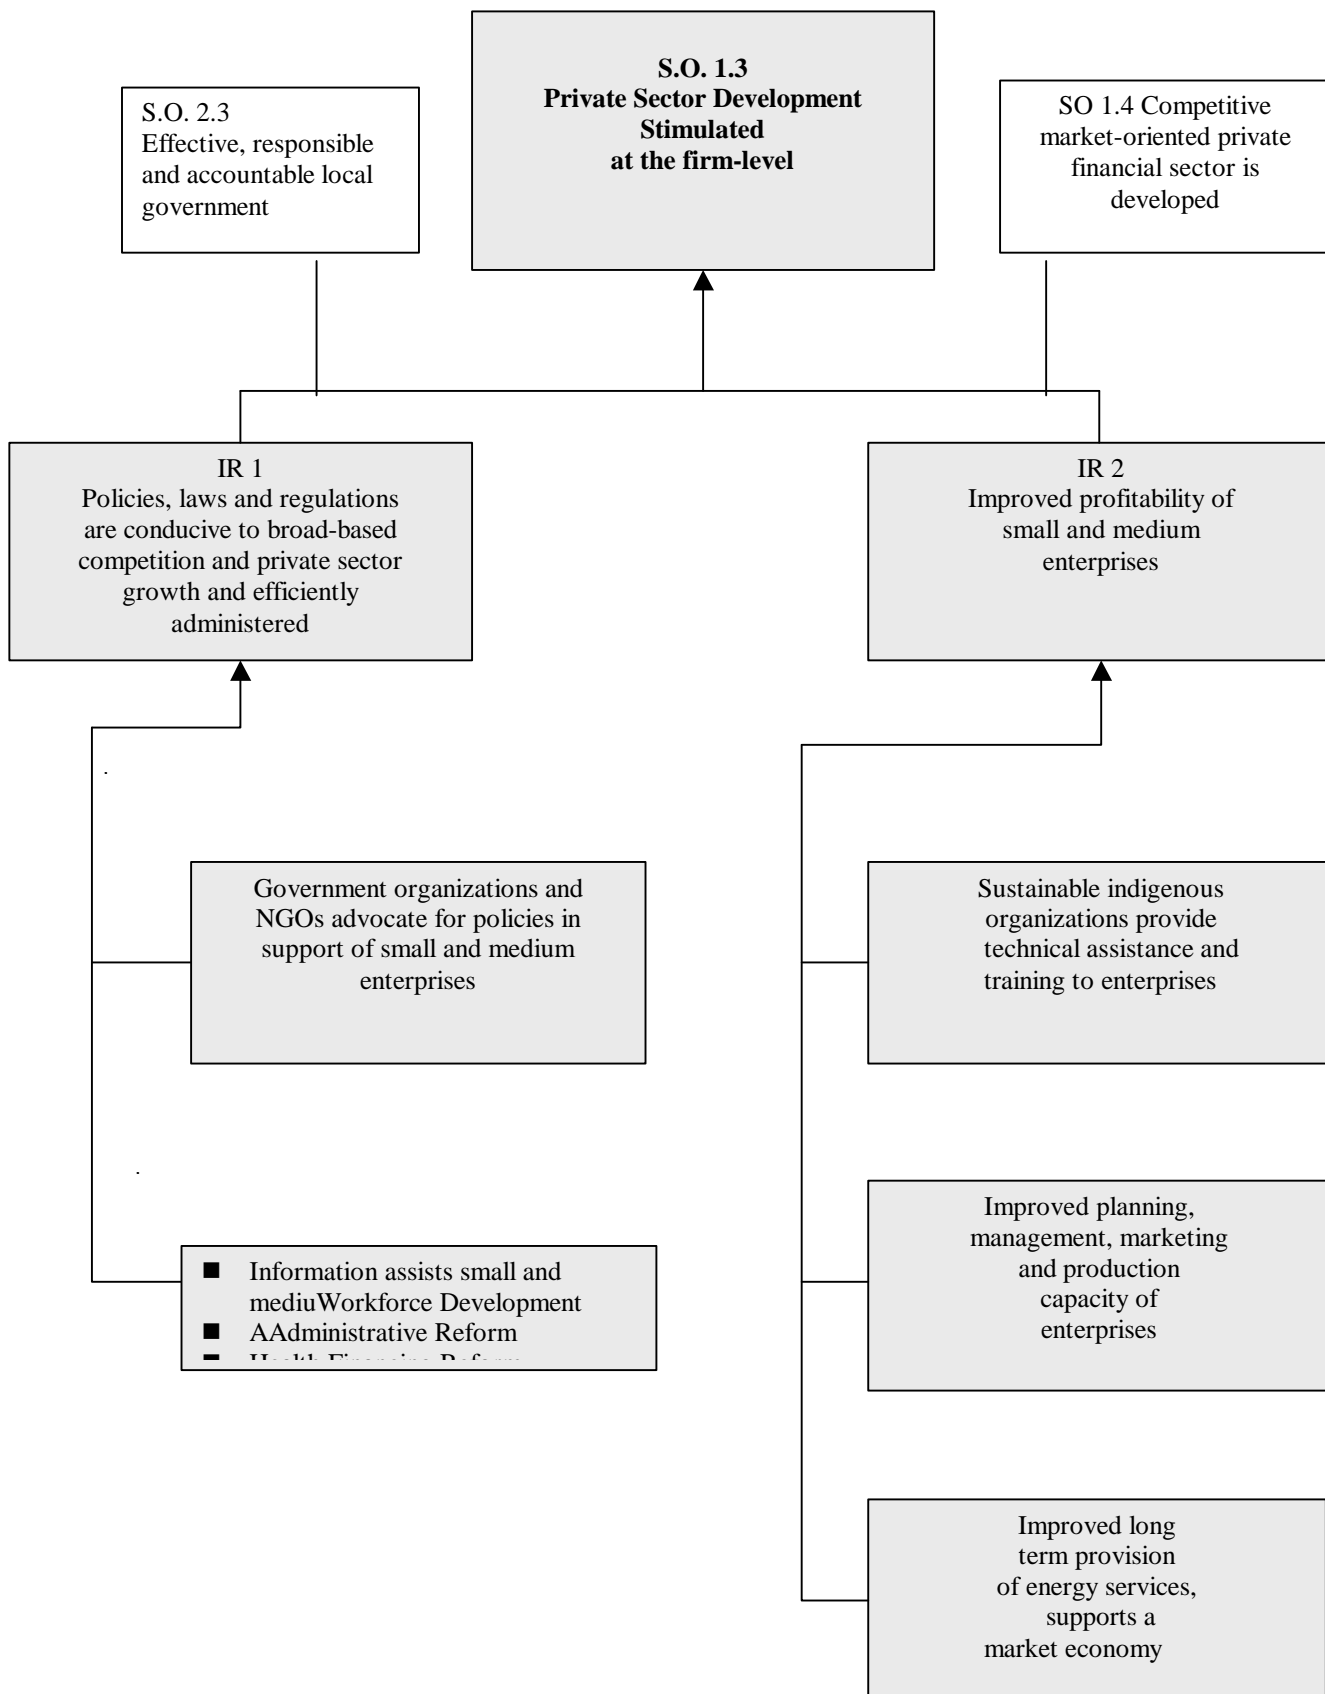 S.O. 1.3
Private Sector Development
Stimulated
at the firm-level
S.O. 2.3
Effective, responsible
and accountable local
government
SO 1.4 Competitive
market-oriented private
financial sector is
developed
IR 1
Policies, laws and regulations
are conducive to broad-based
competition and private sector
growth and efficiently
administered
IR 2
Improved profitability of
small and medium
enterprises
Government organizations and
NGOs advocate for policies in
support of small and medium
enterprises
Sustainable indigenous
organizations provide
technical assistance and
training to enterprises
■ Information assists small and
mediuWorkforce Development
■ AAdministrative Reform
■ Health Financing Reform
Improved planning,
management, marketing
and production
capacity of
enterprises
Improved long
term provision
of energy services,
supports a
market economy